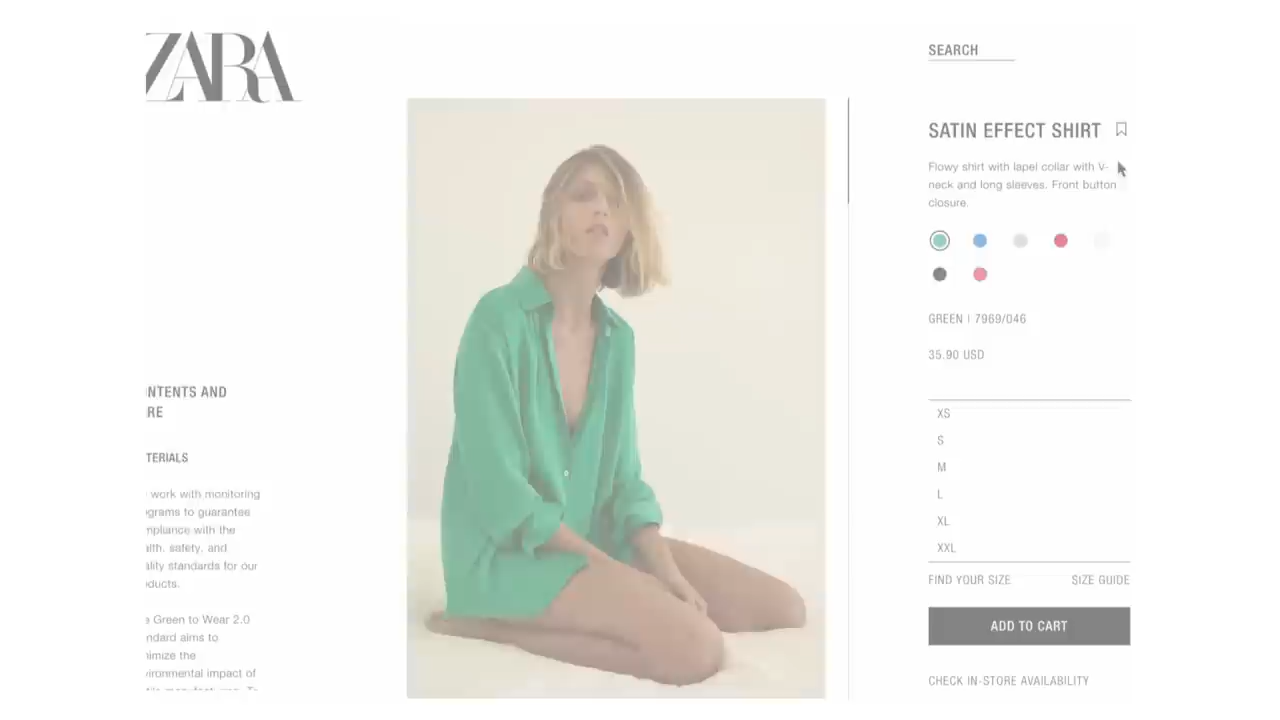 ZARA
SEARCH
SATIN EFFECT SHIRT
Flowy shirt with lapel collar with V-
neck and long sleeves. Front button
closure.
GREEN | 7969/046
35.90 USD
XS
S
M
L
XL
XXL
FIND YOUR SIZE
SIZE GUIDE
ADD TO CART
CHECK IN-STORE AVAILABILITY
NTENTS AND
RE
TERIALS
work with monitoring
grams to guarantee
mpliance with the
alth, safety, and
ality standards for our
ducts.
e Green to Wear 2.0
ndard aims to
nimize the
vironmental impact of